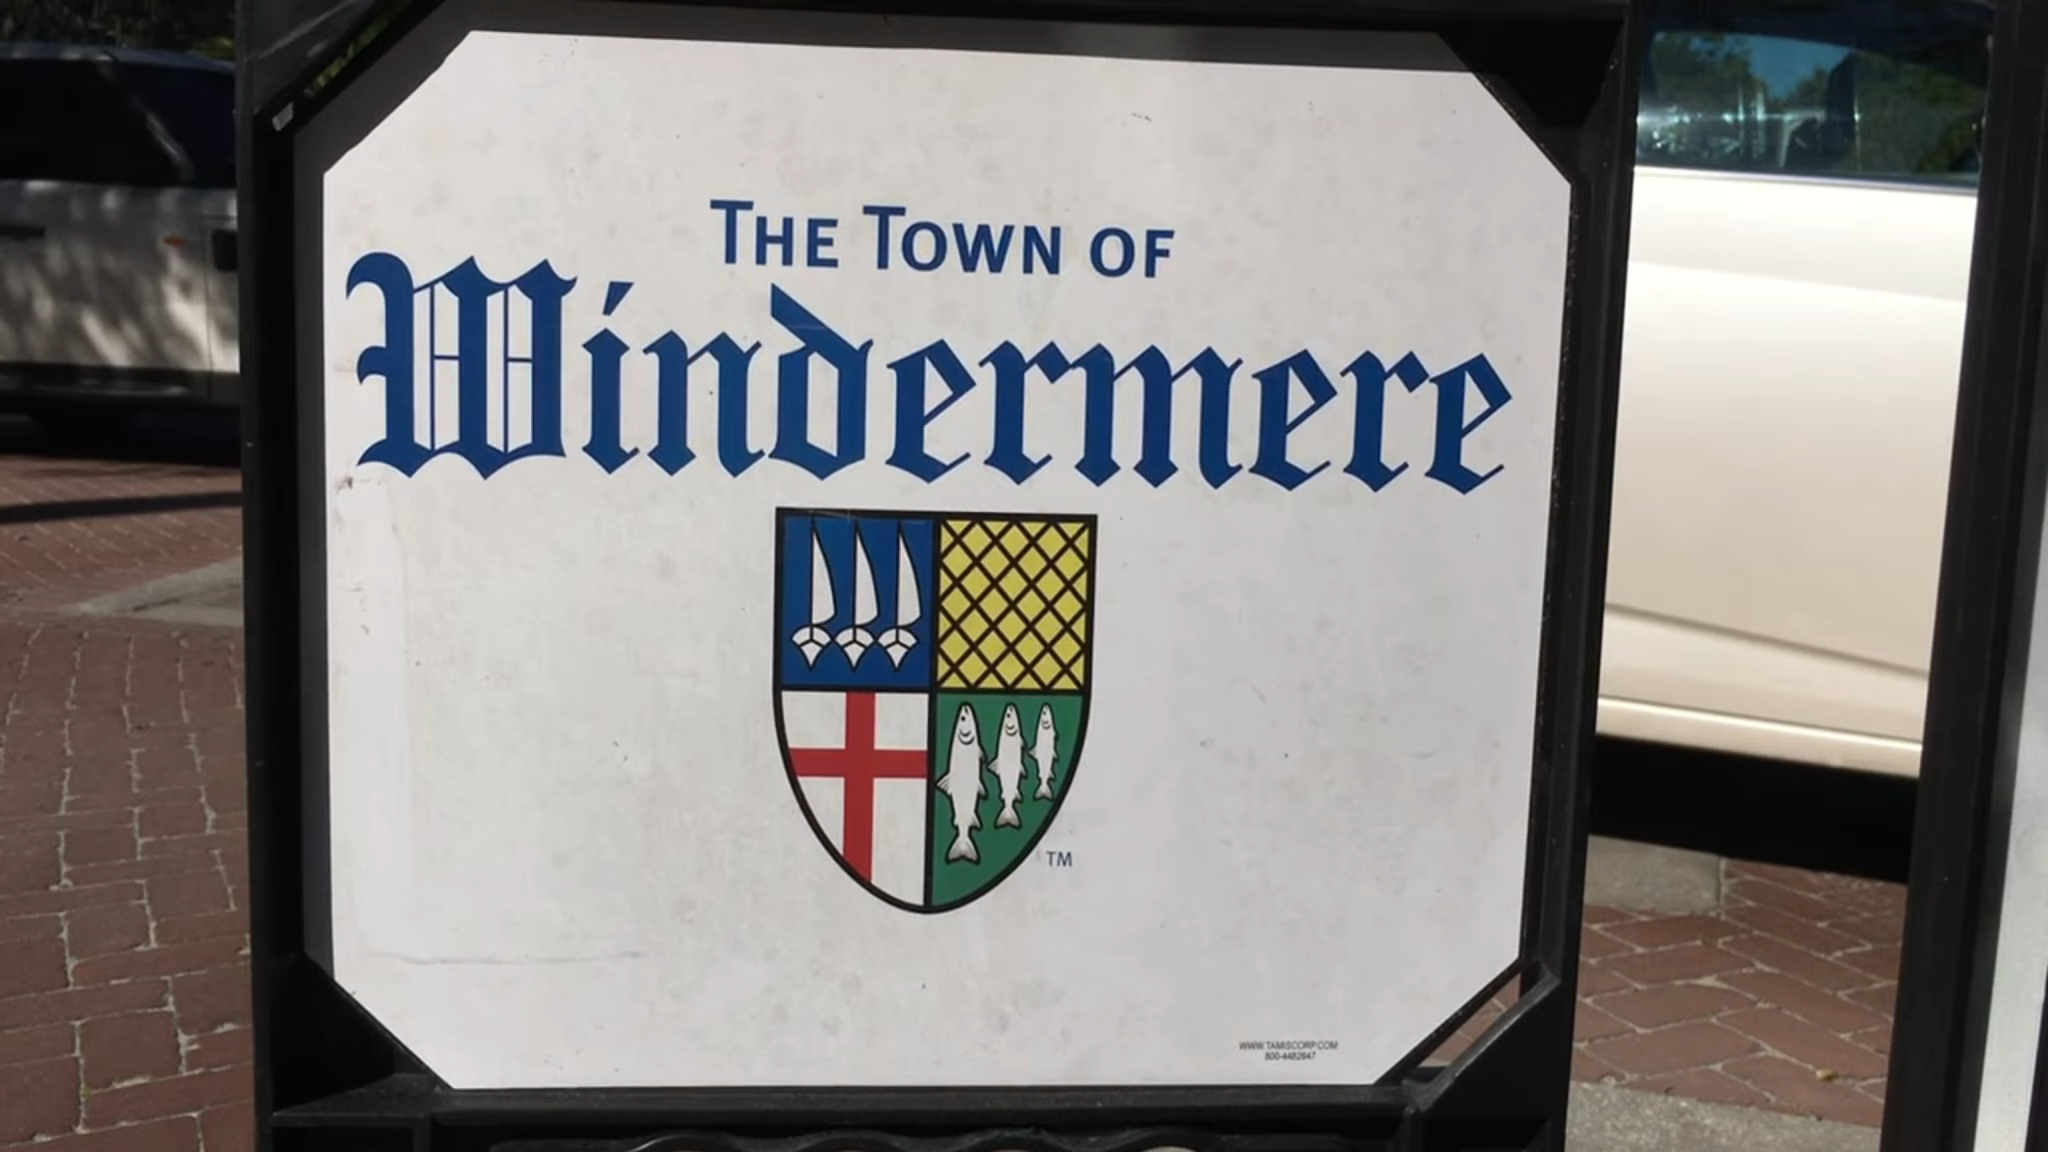 THE TOWN OF
Windermere
TM
WWW.TAMISCORP.COM
800-4482647